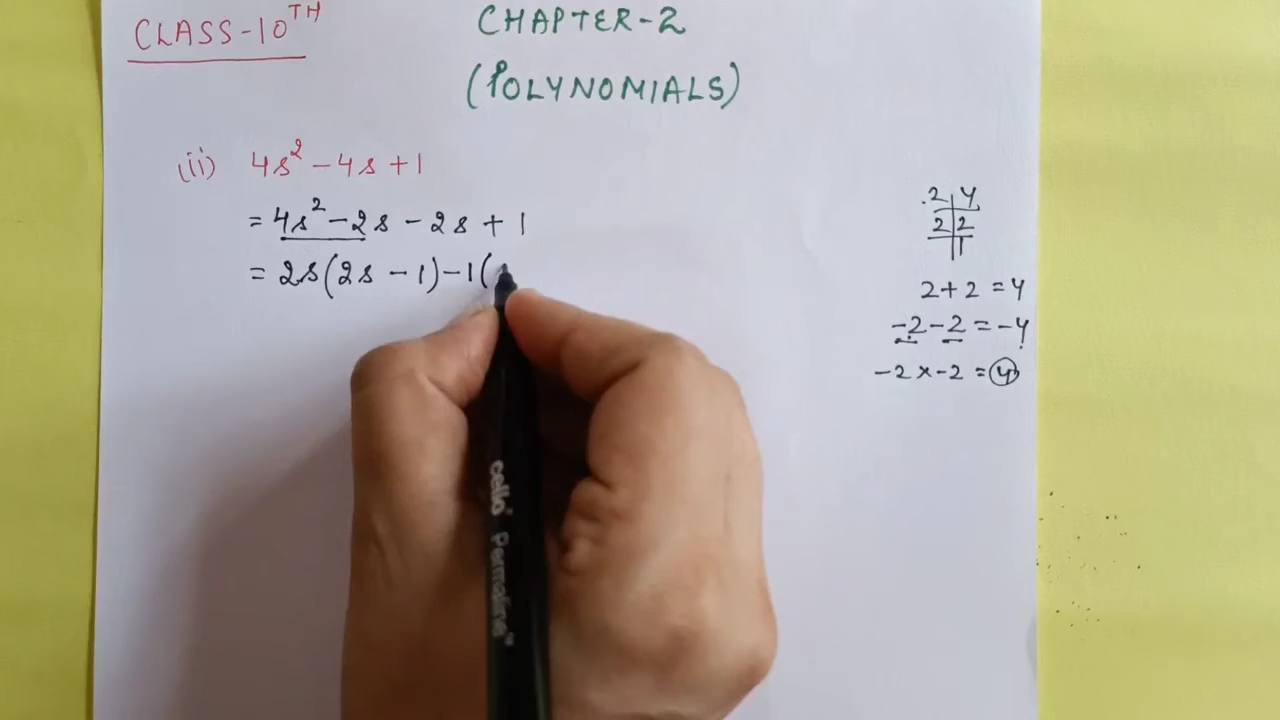 CLASS-10TH
CHAPTER-2
(POLYNOMIALS)
(ii) 4s² - 4s + 1
= 4s² - 2s - 2s + 1
= 2s(2s - 1) - 1(
2 | 4
2 | 2
1
2 + 2 = 4
-2 - 2 = -4
-2 × -2 = 4
cello Permaline